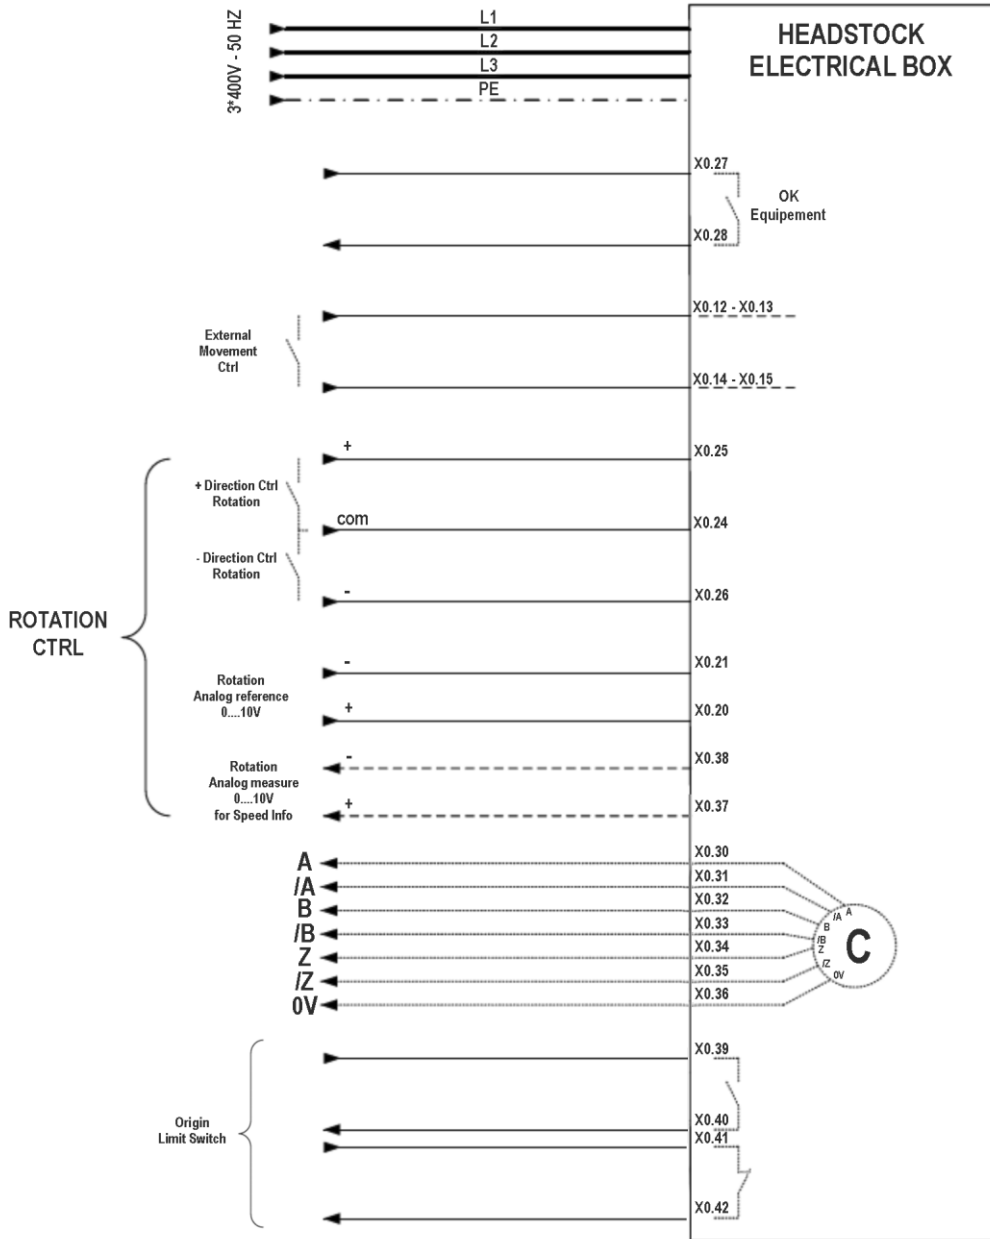 3*400V - 50 HZ
L1
L2
L3
PE
HEADSTOCK
ELECTRICAL BOX
X0.27
OK
Equipement
X0.28
X0.12 - X0.13
External
Movement
Ctrl
X0.14 - X0.15
+
X0.25
+ Direction Ctrl
Rotation
com
X0.24
- Direction Ctrl
Rotation
-
X0.26
ROTATION
CTRL
-
X0.21
Rotation
Analog reference
0....10V
+
X0.20
-
X0.38
Rotation
Analog measure
0....10V
for Speed Info
+
X0.37
A
X0.30
/A
X0.31
B
X0.32
/B
X0.33
Z
X0.34
/Z
X0.35
0V
X0.36
A
/A
B
/B
Z
/Z
0V
C
X0.39
Origin
Limit Switch
X0.40
X0.41
X0.42